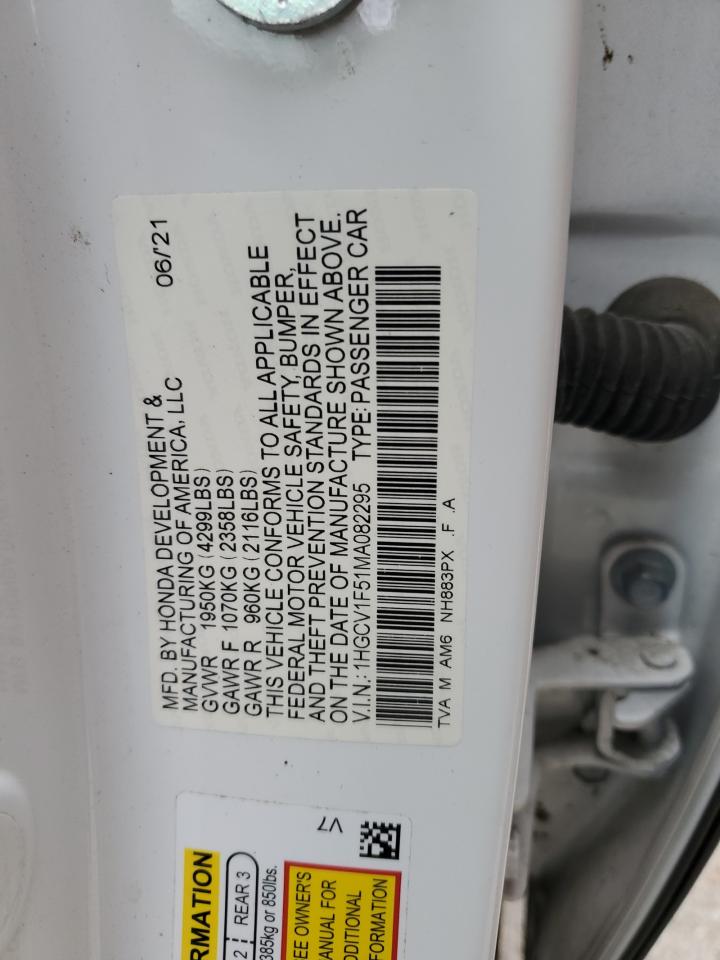 MFD. BY HONDA DEVELOPMENT & 06/'21
MANUFACTURING OF AMERICA, LLC
GVWR 1950KG (4299LBS)
GAWR F 1070KG (2358LBS)
GAWR R 960KG (2116LBS)
THIS VEHICLE CONFORMS TO ALL APPLICABLE
FEDERAL MOTOR VEHICLE SAFETY, BUMPER,
AND THEFT PREVENTION STANDARDS IN EFFECT
ON THE DATE OF MANUFACTURE SHOWN ABOVE.
V.I.N.: 1HGCV1F51MA082295 TYPE: PASSENGER CAR
TVA M AM6 NH883PX .F .A
V7
RMATION
2 REAR 3
385kg or 850lbs.
EE OWNER'S
ANUAL FOR
DDITIONAL
FORMATION